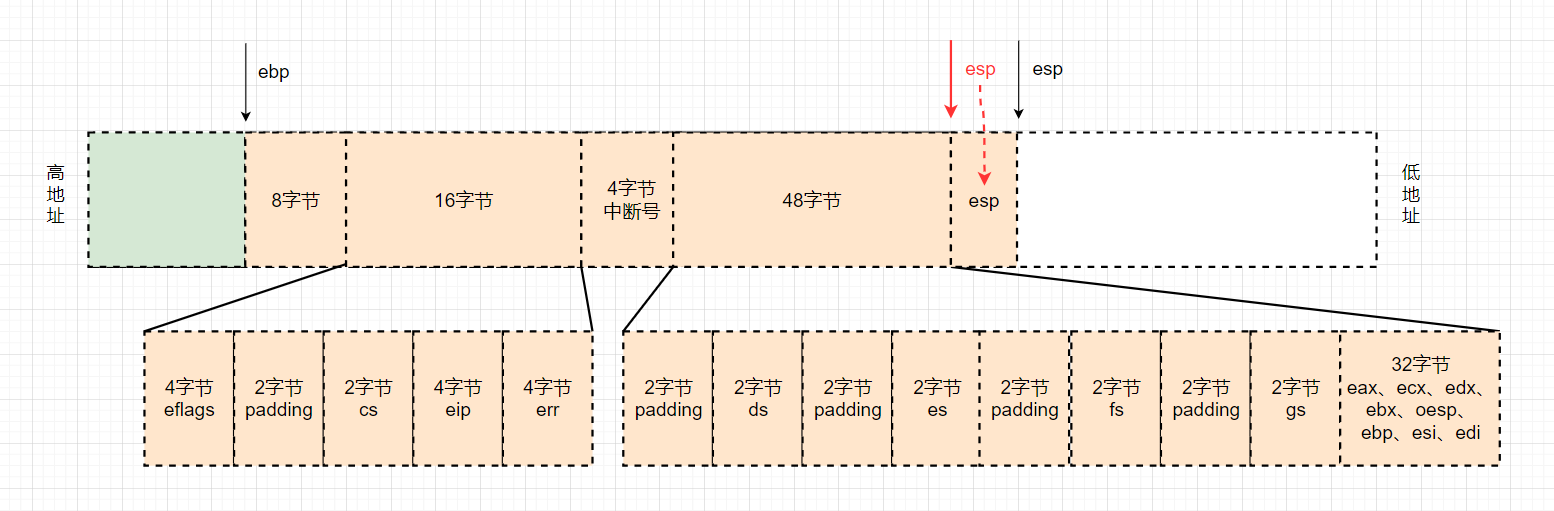 ebp
esp
esp
高
地
址
8字节
16字节
4字节
中断号
48字节
esp
低
地
址
4字节
eflags
2字节
padding
2字节
cs
4字节
eip
4字节
err
2字节
padding
2字节
ds
2字节
padding
2字节
es
2字节
padding
2字节
fs
2字节
padding
2字节
gs
32字节
eax、ecx、edx、
ebx、oesp、
ebp、esi、edi